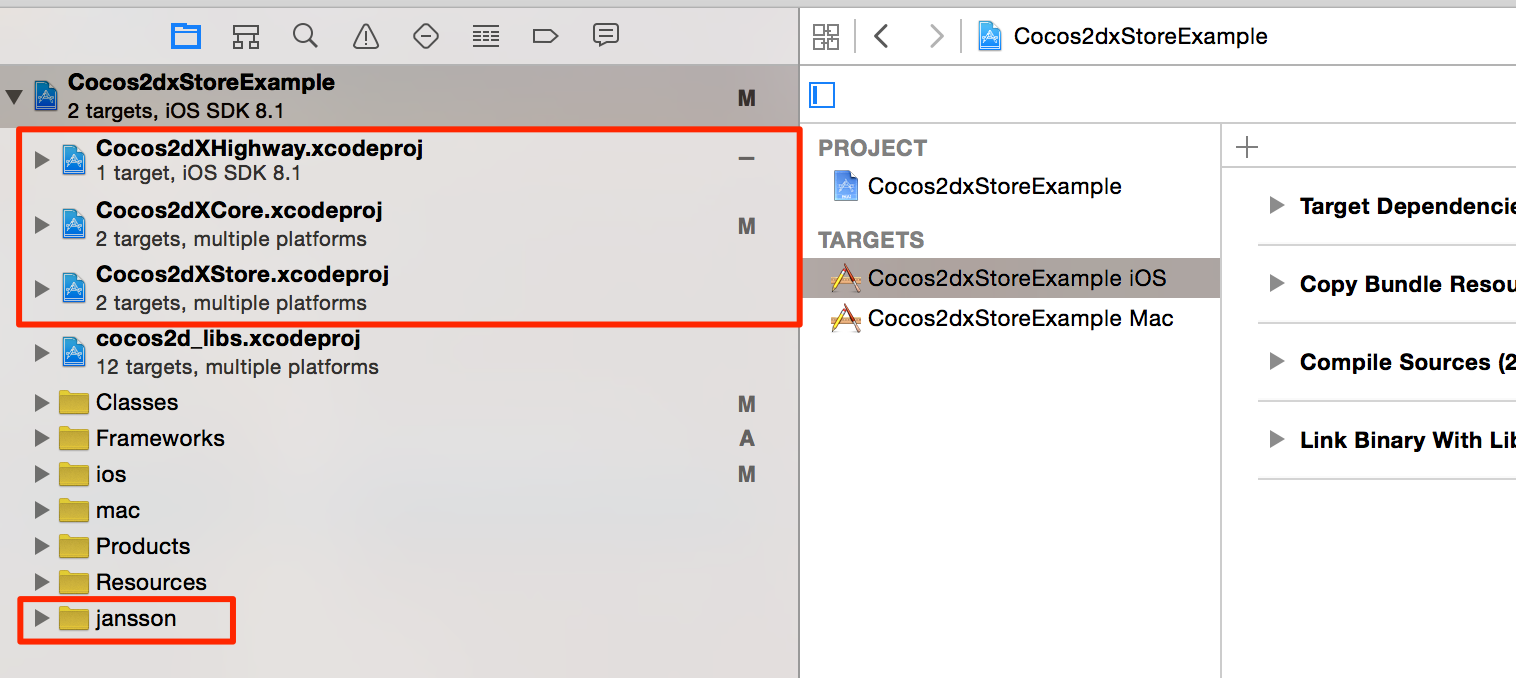 Cocos2dxStoreExample
2 targets, iOS SDK 8.1
M
Cocos2dXHighway.xcodeproj
1 target, iOS SDK 8.1
–
Cocos2dXCore.xcodeproj
2 targets, multiple platforms
M
Cocos2dXStore.xcodeproj
2 targets, multiple platforms
cocos2d_libs.xcodeproj
12 targets, multiple platforms
Classes
M
Frameworks
A
ios
M
mac
Products
Resources
jansson
Cocos2dxStoreExample
PROJECT
Cocos2dxStoreExample
TARGETS
Cocos2dxStoreExample iOS
Cocos2dxStoreExample Mac
Target Dependencie
Copy Bundle Resou
Compile Sources (2
Link Binary With Lib